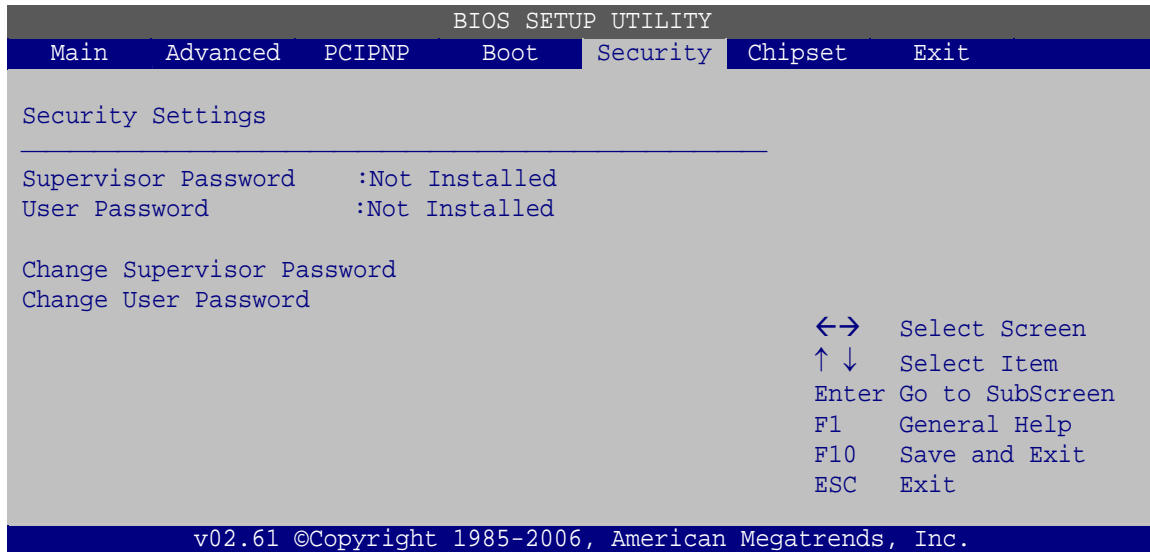 BIOS SETUP UTILITY
Main Advanced PCIPNP Boot Security Chipset Exit
Security Settings
Supervisor Password :Not Installed
User Password :Not Installed
Change Supervisor Password
Change User Password
←→ Select Screen
↑↓ Select Item
Enter Go to SubScreen
F1 General Help
F10 Save and Exit
ESC Exit
v02.61 ©Copyright 1985-2006, American Megatrends, Inc.